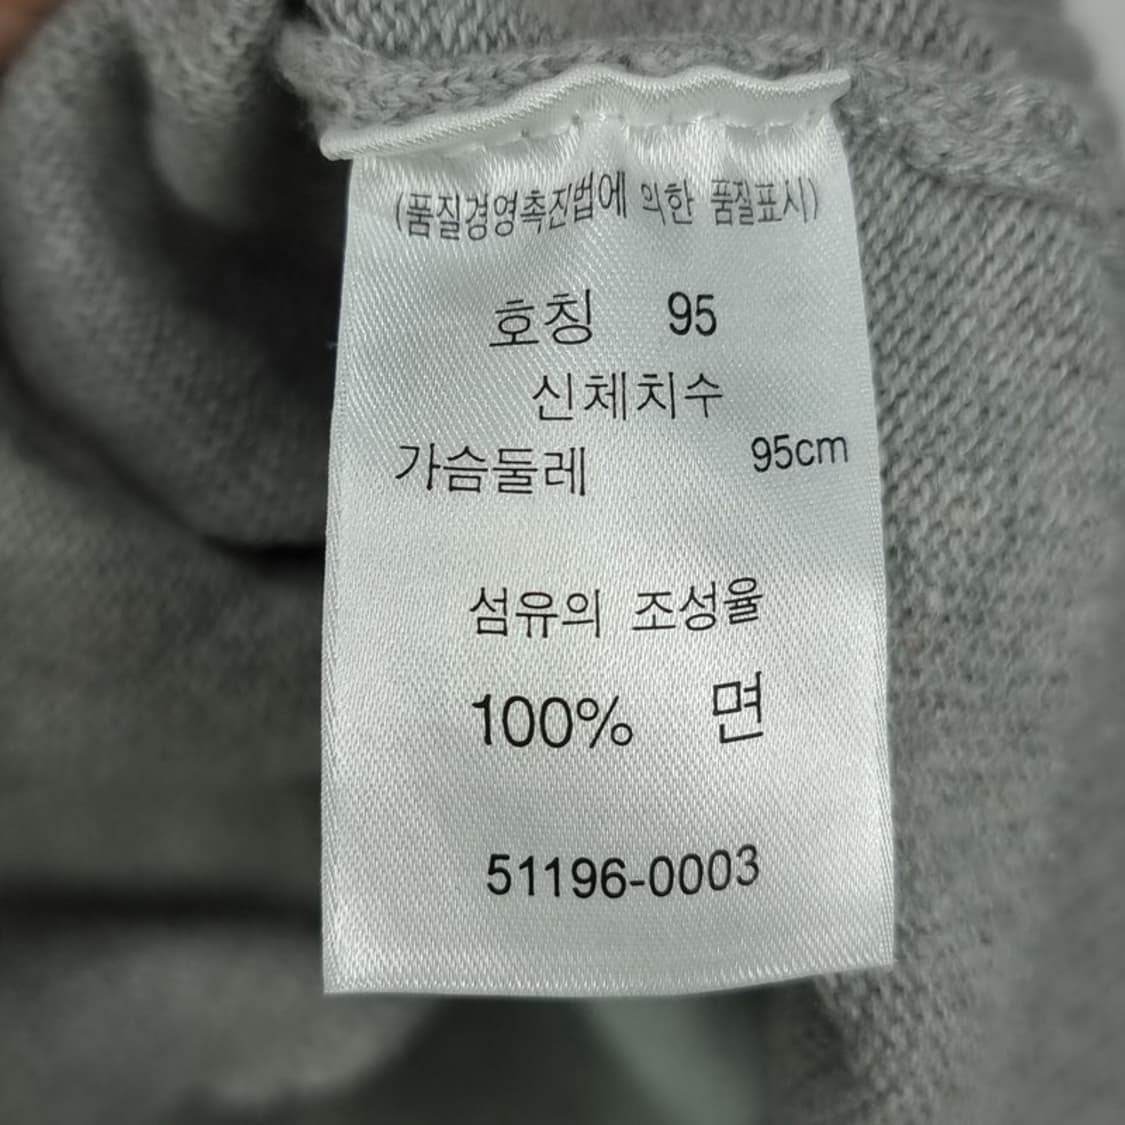 (품질경영촉진법에 의한 품질표시)
호칭 95
신체치수
가슴둘레 95cm
섬유의 조성율
100% 면
51196-0003